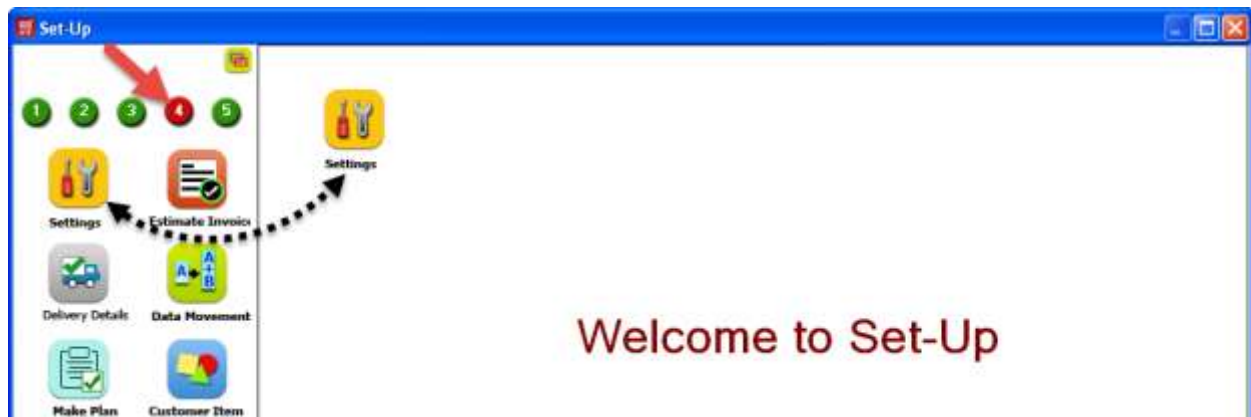 Set-Up
1 2 3 4 5
Settings
Settings Estimate Invoice
Delivery Details Data Movement
Welcome to Set-Up
Make Plan Customer Item
A A+B